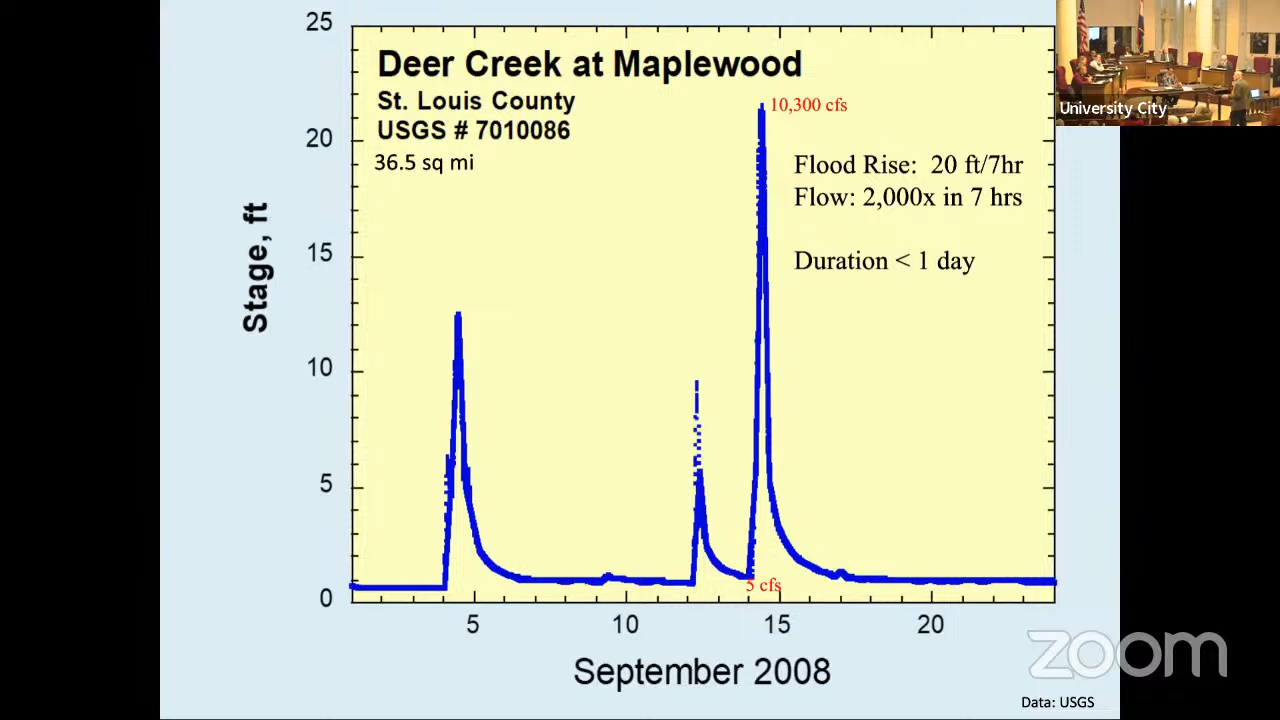 25
20
15
10
5
0
Stage, ft
Deer Creek at Maplewood
St. Louis County
USGS # 7010086
36.5 sq mi
10,300 cfs
Flood Rise: 20 ft/7hr
Flow: 2,000x in 7 hrs
Duration < 1 day
5 cfs
5 10 15 20
September 2008
University City
zoom
Data: USGS